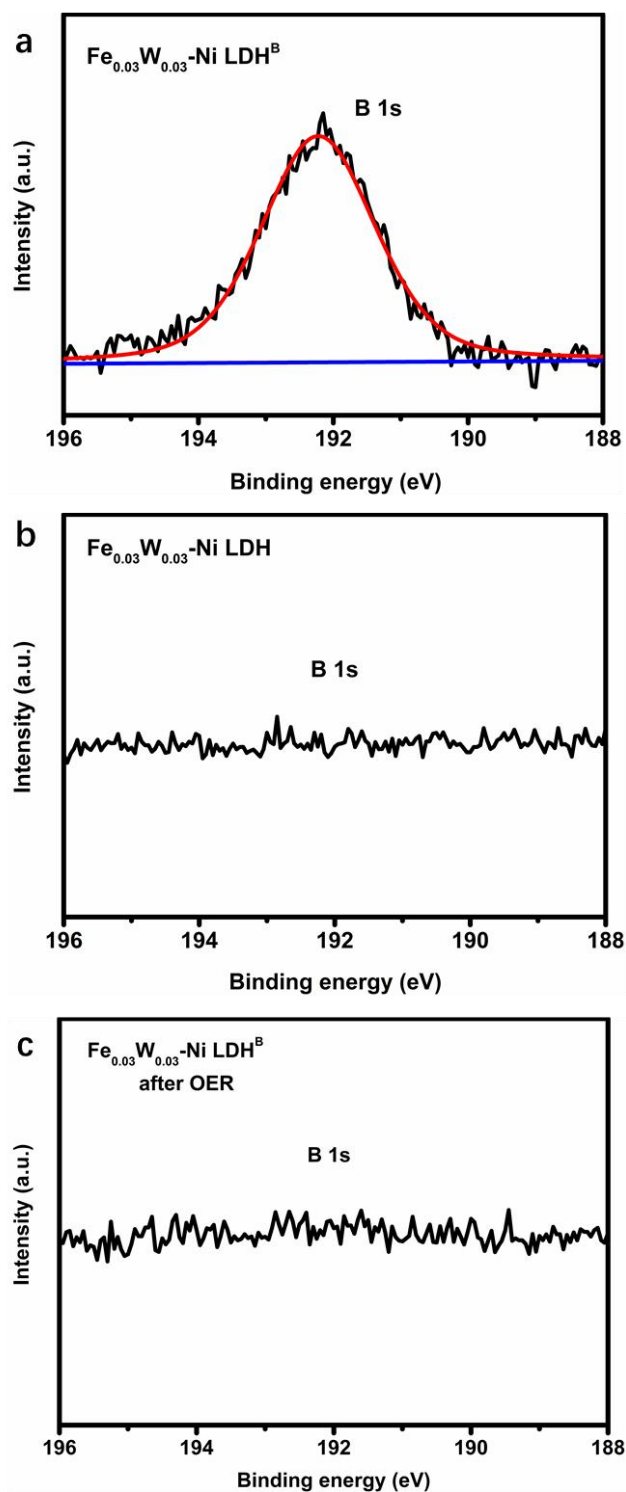 a
Fe₀.₀₃W₀.₀₃-Ni LDHᴮ
B 1s
Intensity (a.u.)
196 194 192 190 188
Binding energy (eV)
b
Fe₀.₀₃W₀.₀₃-Ni LDH
B 1s
Intensity (a.u.)
196 194 192 190 188
Binding energy (eV)
c
Fe₀.₀₃W₀.₀₃-Ni LDHᴮ
after OER
B 1s
Intensity (a.u.)
196 194 192 190 188
Binding energy (eV)